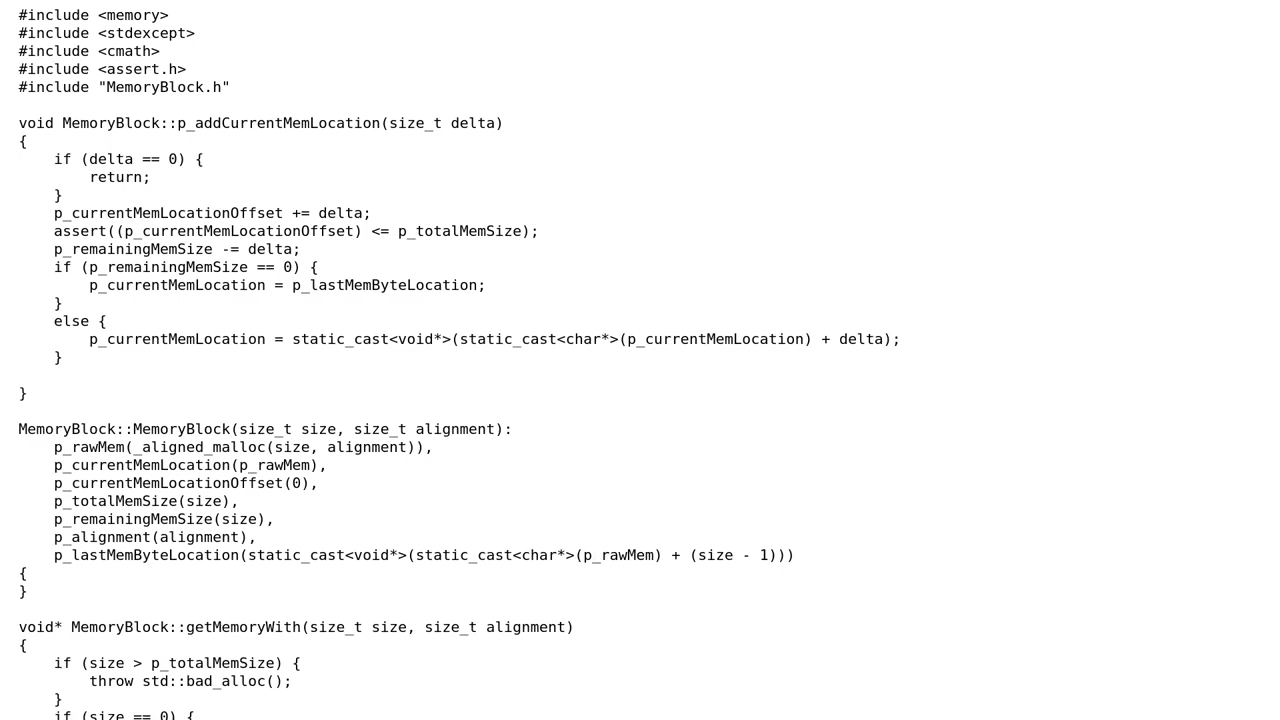 #include <memory>
#include <stdexcept>
#include <cmath>
#include <assert.h>
#include "MemoryBlock.h"

void MemoryBlock::p_addCurrentMemLocation(size_t delta)
{
    if (delta == 0) {
        return;
    }
    p_currentMemLocationOffset += delta;
    assert((p_currentMemLocationOffset) <= p_totalMemSize);
    p_remainingMemSize -= delta;
    if (p_remainingMemSize == 0) {
        p_currentMemLocation = p_lastMemByteLocation;
    }
    else {
        p_currentMemLocation = static_cast<void*>(static_cast<char*>(p_currentMemLocation) + delta);
    }

}

MemoryBlock::MemoryBlock(size_t size, size_t alignment):
    p_rawMem(_aligned_malloc(size, alignment)),
    p_currentMemLocation(p_rawMem),
    p_currentMemLocationOffset(0),
    p_totalMemSize(size),
    p_remainingMemSize(size),
    p_alignment(alignment),
    p_lastMemByteLocation(static_cast<void*>(static_cast<char*>(p_rawMem) + (size - 1)))
{
}

void* MemoryBlock::getMemoryWith(size_t size, size_t alignment)
{
    if (size > p_totalMemSize) {
        throw std::bad_alloc();
    }
    if (size == 0) {